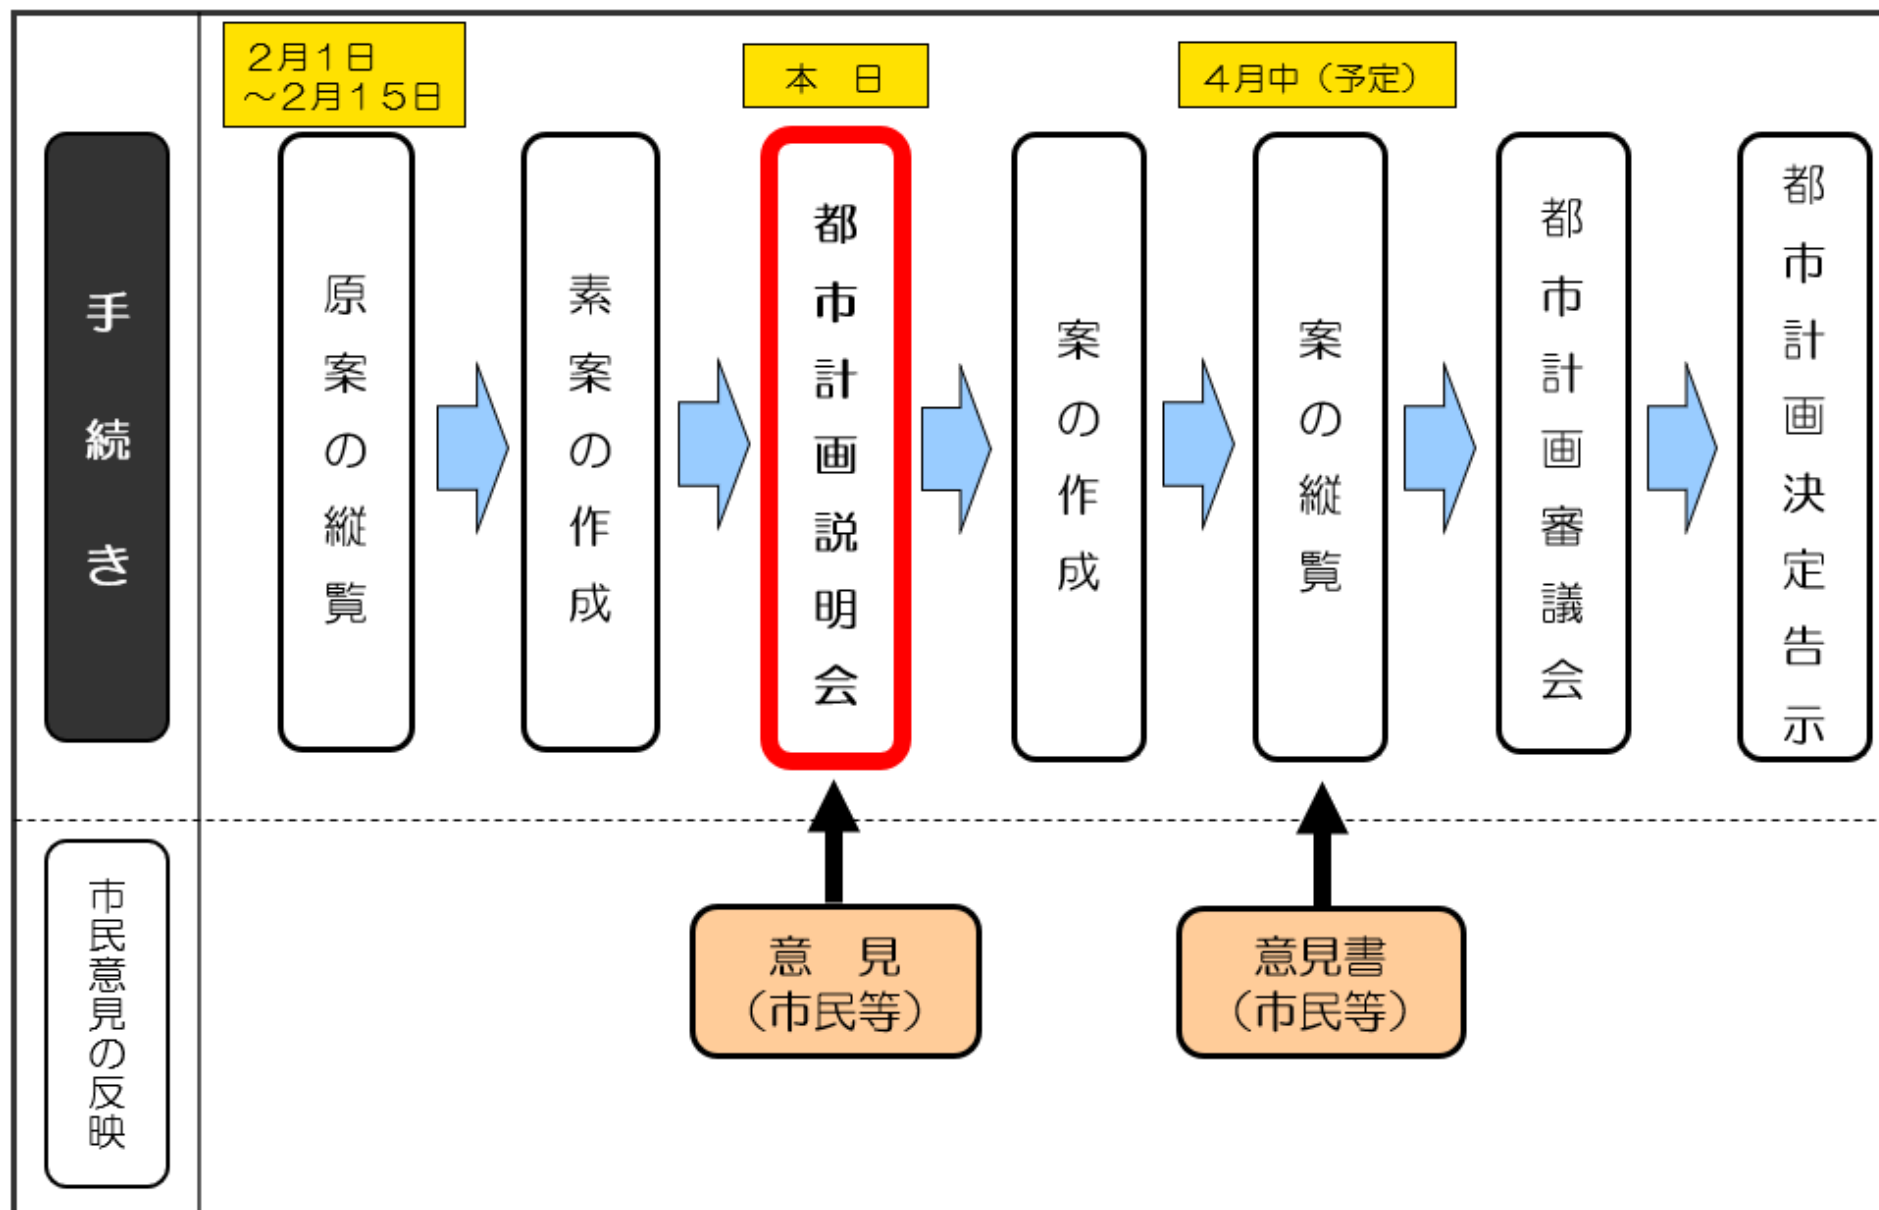 ２月１日
～２月１５日
本　日
４月中（予定）
手続き
原案の縦覧
素案の作成
都市計画説明会
案の作成
案の縦覧
都市計画審議会
都市計画決定告示
市民意見の反映
意　見
（市民等）
意見書
（市民等）